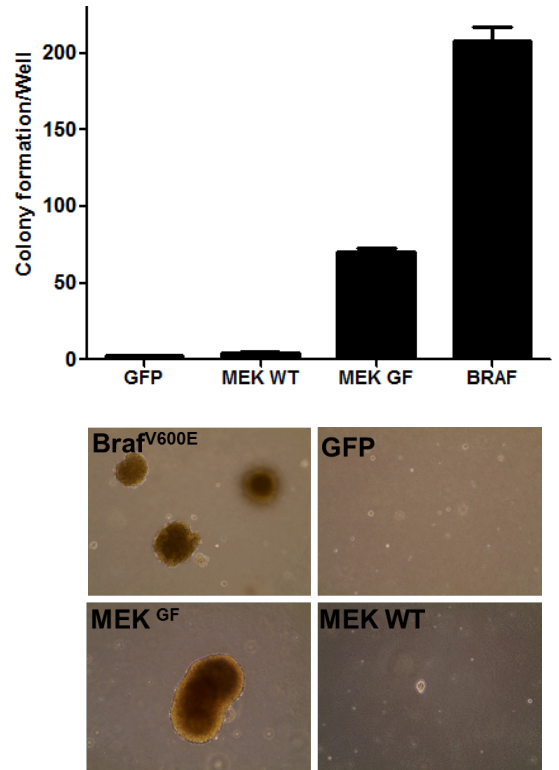 Colony formation/Well
200
150
100
50
0
GFP MEK WT MEK GF BRAF
Braf^V600E GFP
MEK ^GF MEK WT